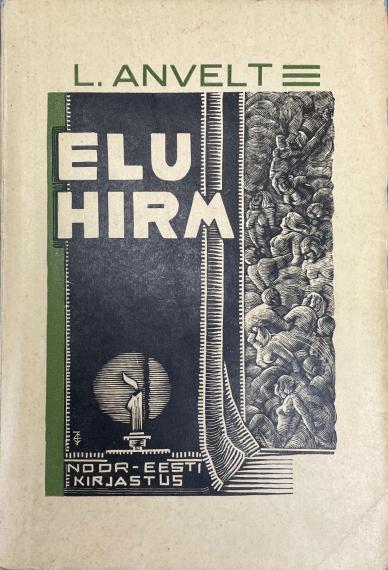 L. ANVELT
ELU
HIRM
NOOR-EESTI
KIRJASTUS